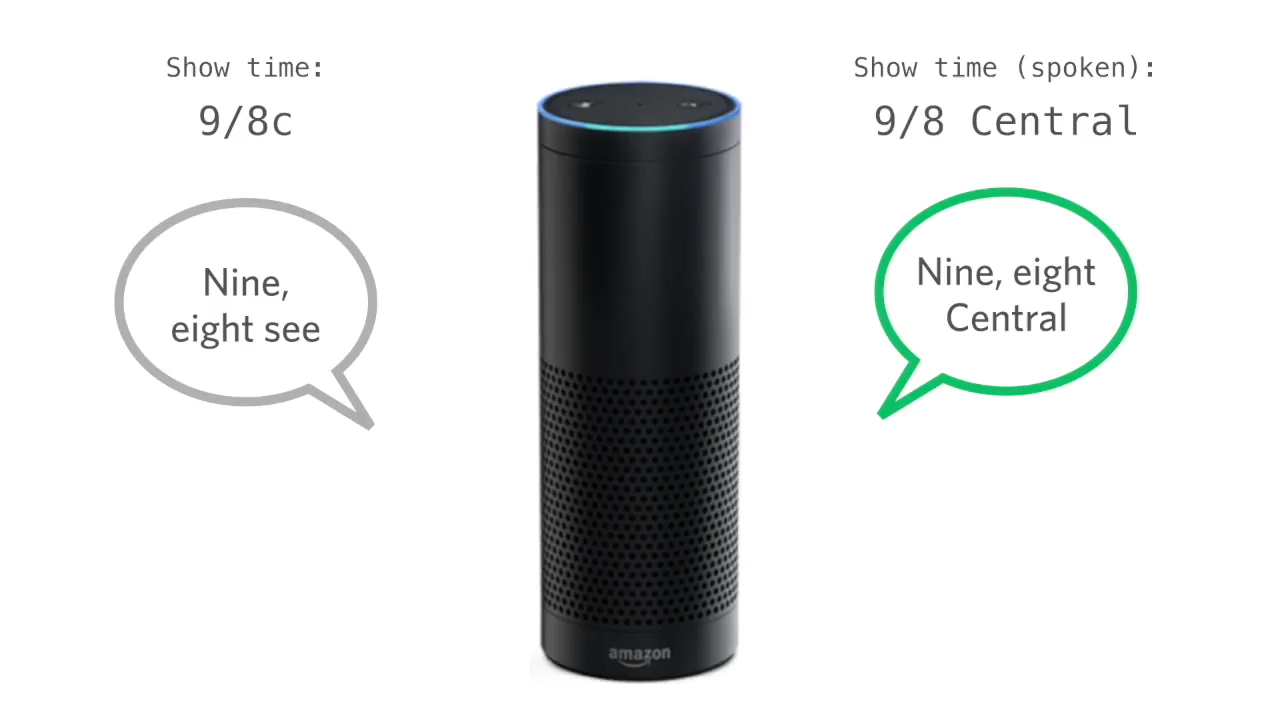 Show time:
9/8c
Nine,
eight see
amazon
Show time (spoken):
9/8 Central
Nine, eight
Central